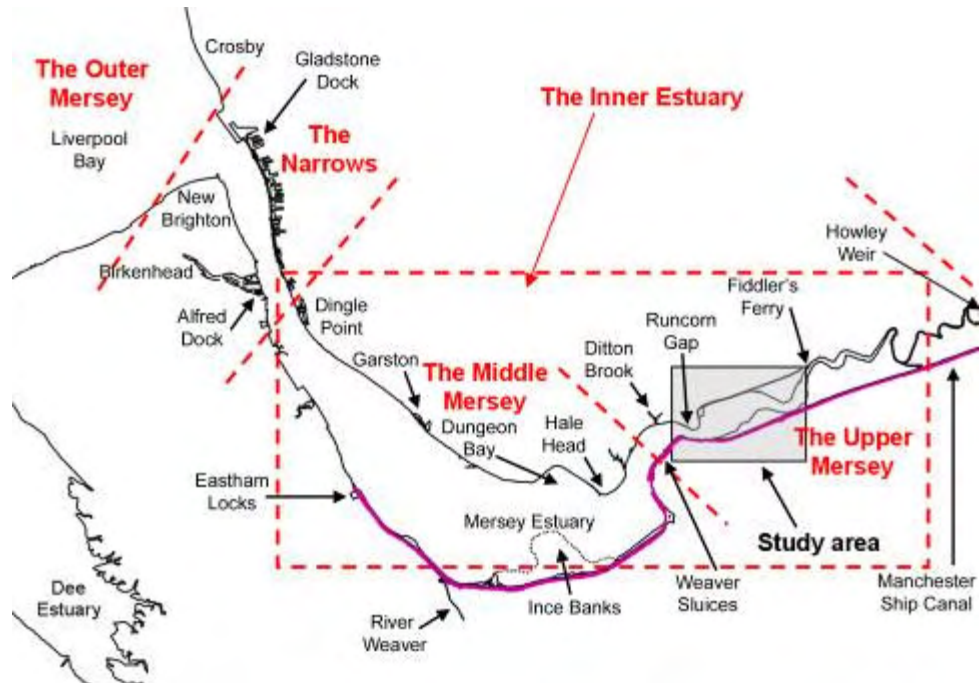 Crosby
Gladstone
Dock
The Outer
Mersey
Liverpool
Bay
The
Narrows
The Inner Estuary
New
Brighton
Birkenhead
Alfred
Dock
Dingle
Point
Howley
Weir
Fiddler's
Ferry
Runcorn
Gap
Ditton
Brook
Garston
The Middle
Mersey
Dungeon
Bay
Hale
Head
The Upper
Mersey
Eastham
Locks
Mersey Estuary
Study area
Dee
Estuary
River
Weaver
Ince Banks
Weaver
Sluices
Manchester
Ship Canal